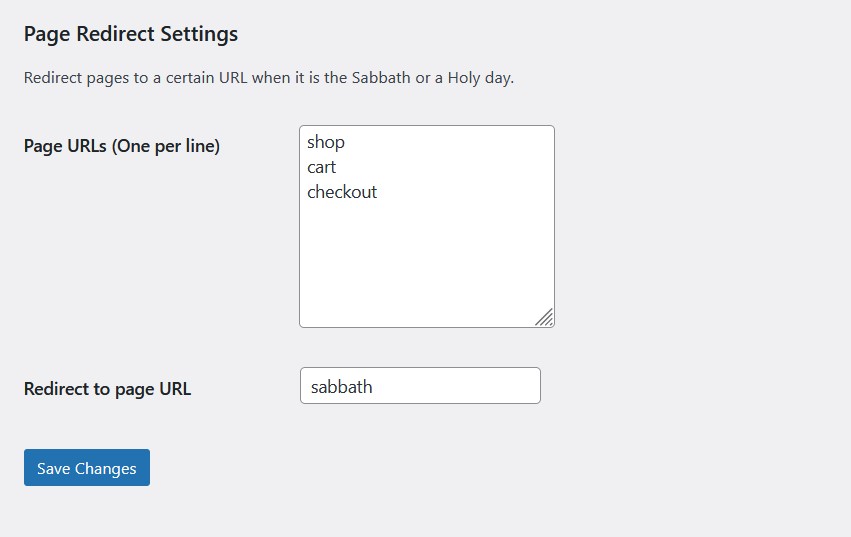 Page Redirect Settings
Redirect pages to a certain URL when it is the Sabbath or a Holy day.
Page URLs (One per line)
shop
cart
checkout
Redirect to page URL
sabbath
Save Changes